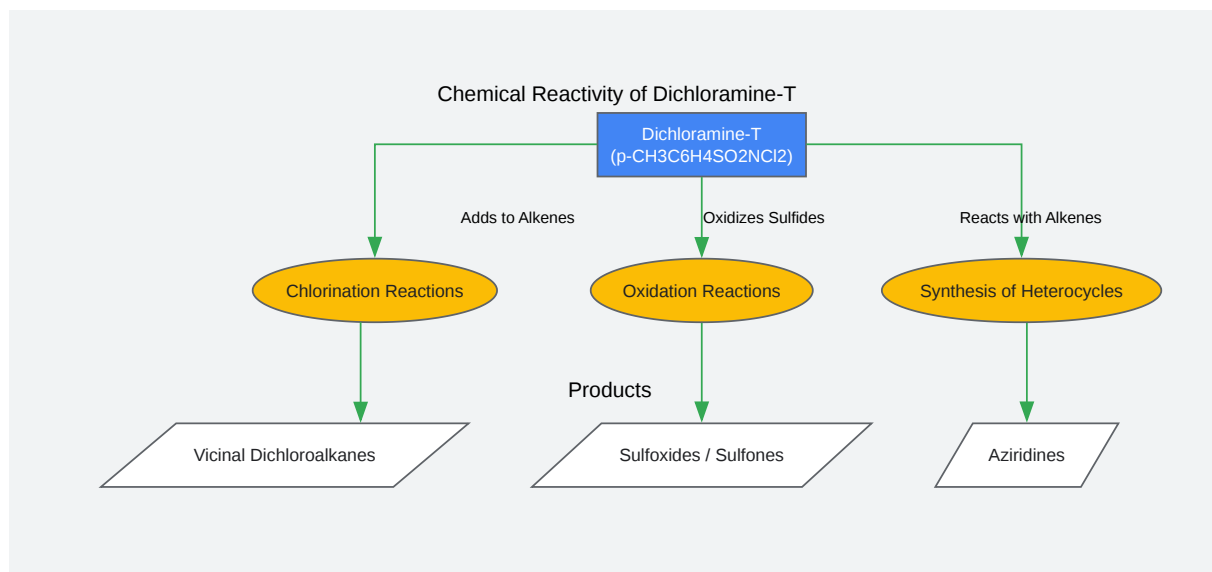 Chemical Reactivity of Dichloramine-T
Dichloramine-T
(p-CH3C6H4SO2NCl2)
Adds to Alkenes
Oxidizes Sulfides
Reacts with Alkenes
Chlorination Reactions
Oxidation Reactions
Synthesis of Heterocycles
Products
Vicinal Dichloroalkanes
Sulfoxides / Sulfones
Aziridines